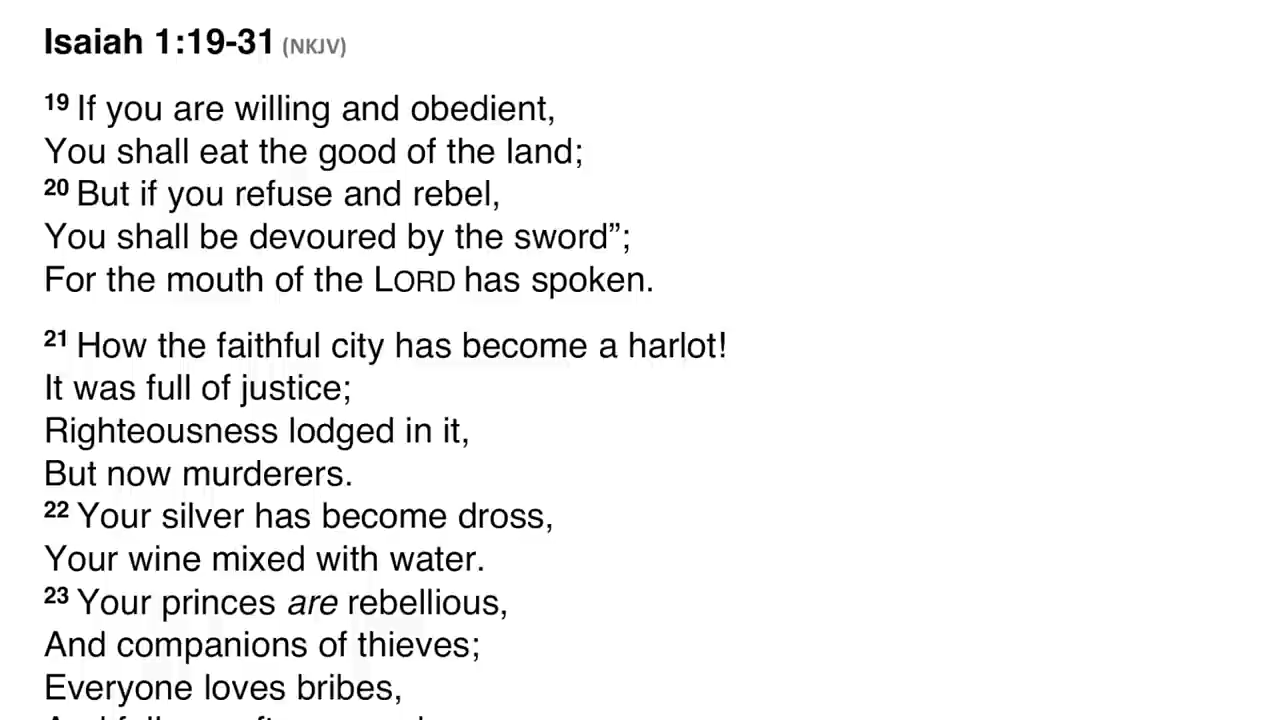 Isaiah 1:19-31 (NKJV)
19 If you are willing and obedient,
You shall eat the good of the land;
20 But if you refuse and rebel,
You shall be devoured by the sword”;
For the mouth of the LORD has spoken.
21 How the faithful city has become a harlot!
It was full of justice;
Righteousness lodged in it,
But now murderers.
22 Your silver has become dross,
Your wine mixed with water.
23 Your princes are rebellious,
And companions of thieves;
Everyone loves bribes,